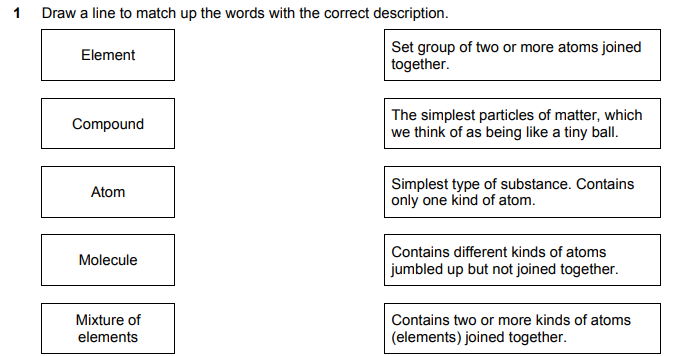 1 Draw a line to match up the words with the correct description.
Element
Set group of two or more atoms joined
together.
Compound
The simplest particles of matter, which
we think of as being like a tiny ball.
Atom
Simplest type of substance. Contains
only one kind of atom.
Molecule
Contains different kinds of atoms
jumbled up but not joined together.
Mixture of
elements
Contains two or more kinds of atoms
(elements) joined together.